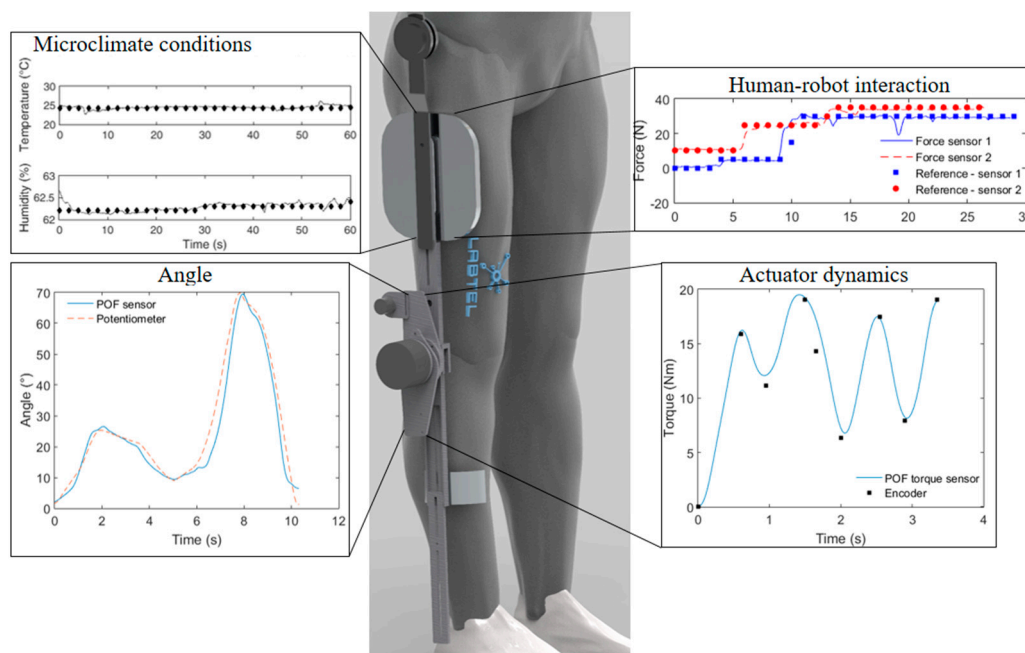 Microclimate conditions
Temperature (°C)
30
25
20
0 10 20 30 40 50 60
Humidity (%)
63
62.5
62
0 10 20 30 40 50 60
Time (s)
Human-robot interaction
Force (N)
40
20
0
-20
0 5 10 15 20 25 30
Force sensor 1
Force sensor 2
Reference - sensor 1
Reference - sensor 2
LABTEL
Angle
Angle (°)
70
60
50
40
30
20
10
0
0 2 4 6 8 10 12
Time (s)
POF sensor
Potentiometer
Actuator dynamics
Torque (Nm)
20
15
10
5
0
0 1 2 3 4
Time (s)
POF torque sensor
Encoder